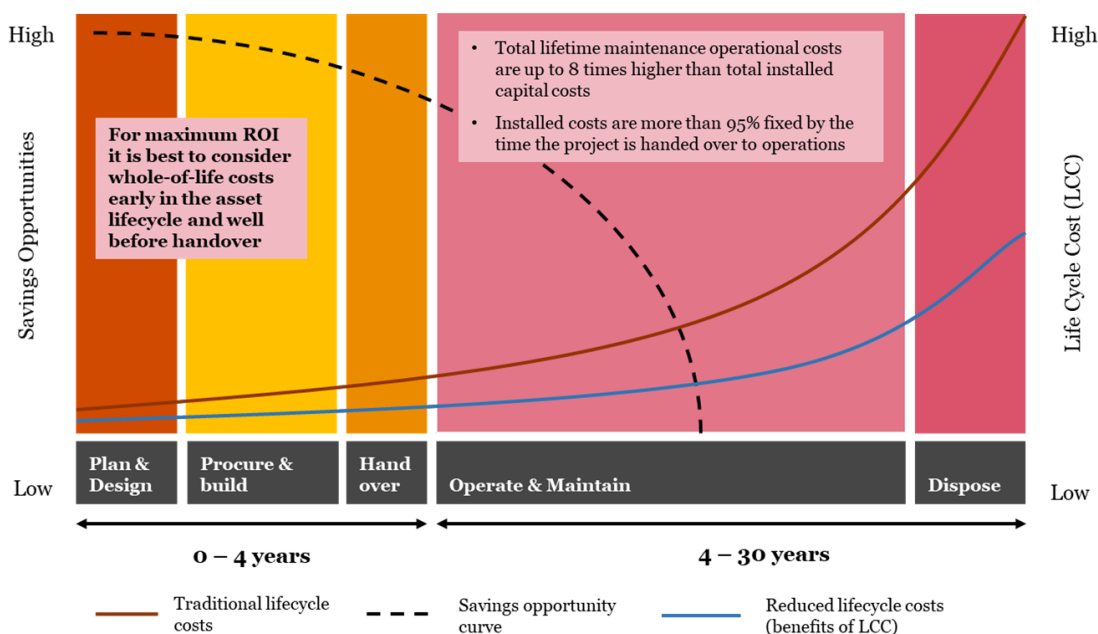 High
High
• Total lifetime maintenance operational costs
are up to 8 times higher than total installed
capital costs
• Installed costs are more than 95% fixed by the
time the project is handed over to operations
For maximum ROI
it is best to consider
whole-of-life costs
early in the asset
lifecycle and well
before handover
Savings Opportunities
Life Cycle Cost (LCC)
Low
Plan &
Design
Procure &
build
Hand
over
Operate & Maintain
Dispose
Low
0 – 4 years
4 – 30 years
Traditional lifecycle
costs
Savings opportunity
curve
Reduced lifecycle costs
(benefits of LCC)